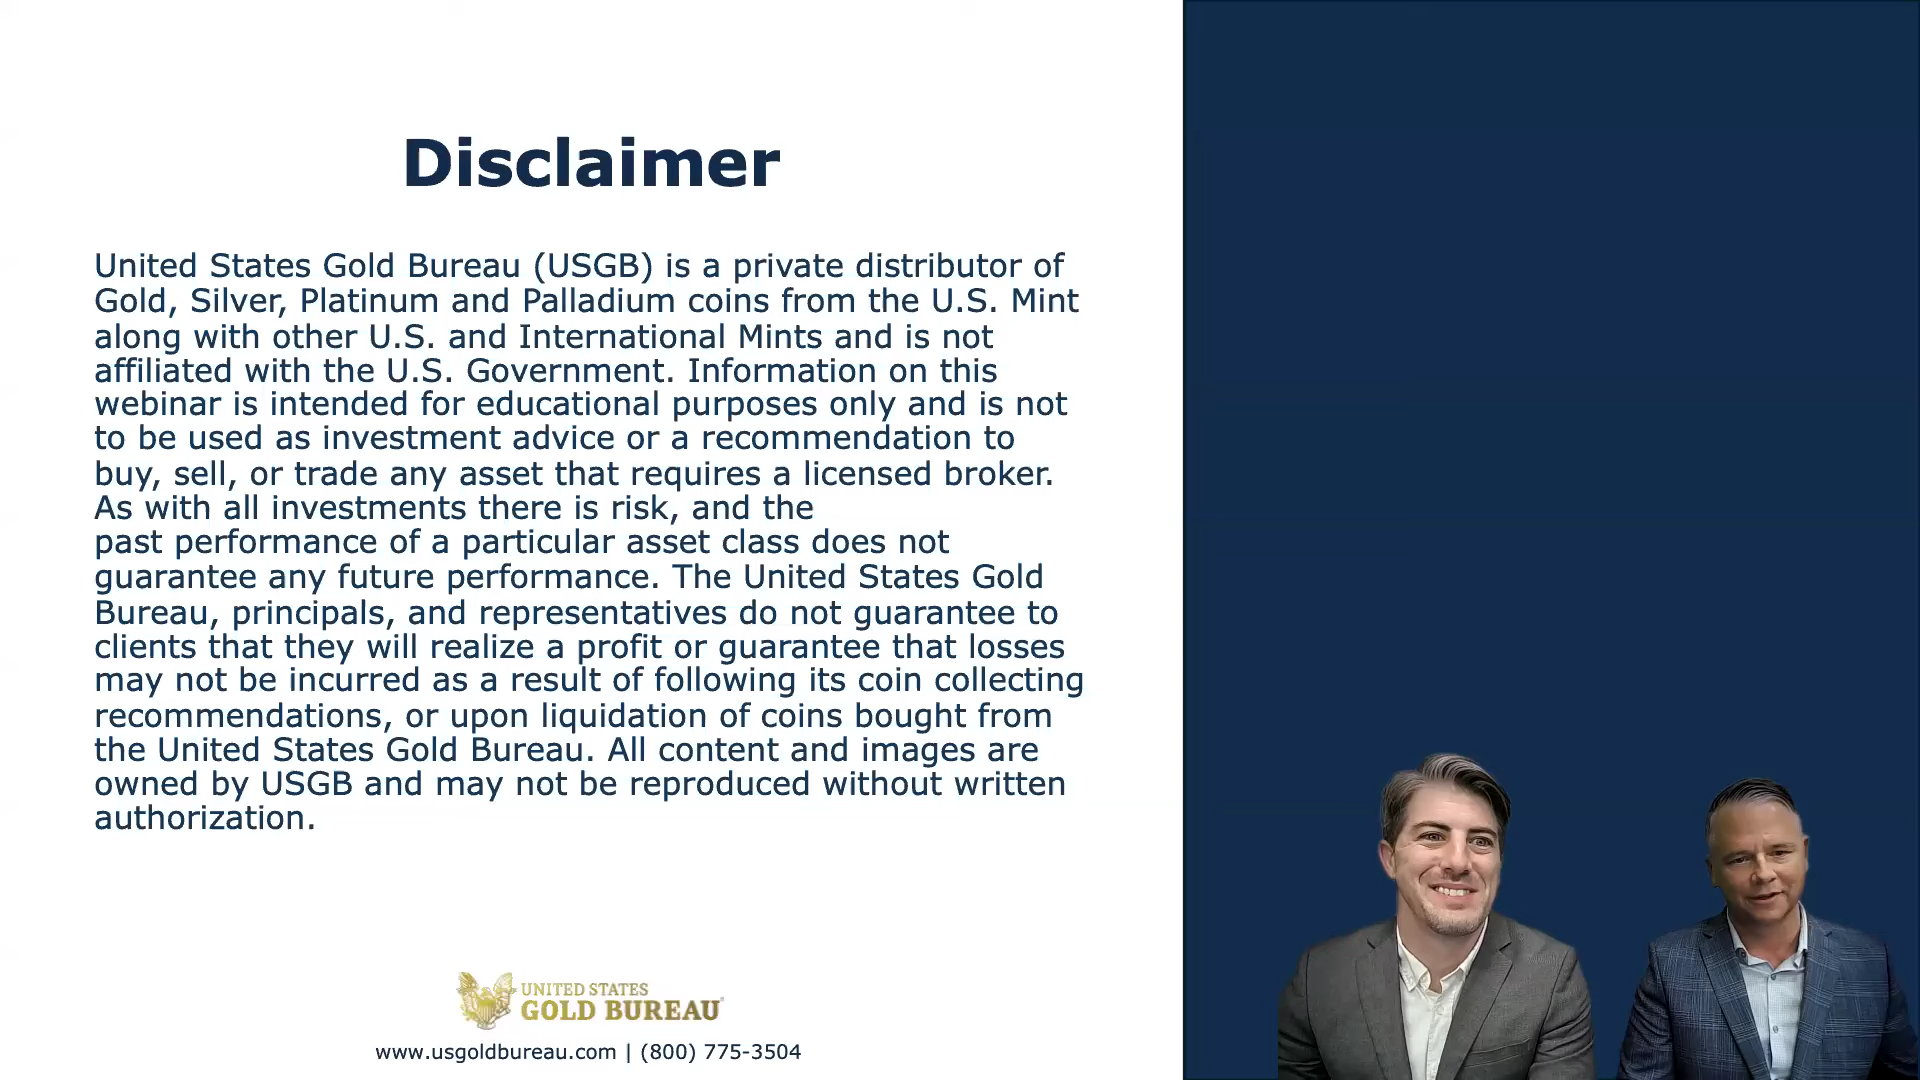 Disclaimer
United States Gold Bureau (USGB) is a private distributor of
Gold, Silver, Platinum and Palladium coins from the U.S. Mint
along with other U.S. and International Mints and is not
affiliated with the U.S. Government. Information on this
webinar is intended for educational purposes only and is not
to be used as investment advice or a recommendation to
buy, sell, or trade any asset that requires a licensed broker.
As with all investments there is risk, and the
past performance of a particular asset class does not
guarantee any future performance. The United States Gold
Bureau, principals, and representatives do not guarantee to
clients that they will realize a profit or guarantee that losses
may not be incurred as a result of following its coin collecting
recommendations, or upon liquidation of coins bought from
the United States Gold Bureau. All content and images are
owned by USGB and may not be reproduced without written
authorization.
UNITED STATES
GOLD BUREAU
www.usgoldbureau.com | (800) 775-3504